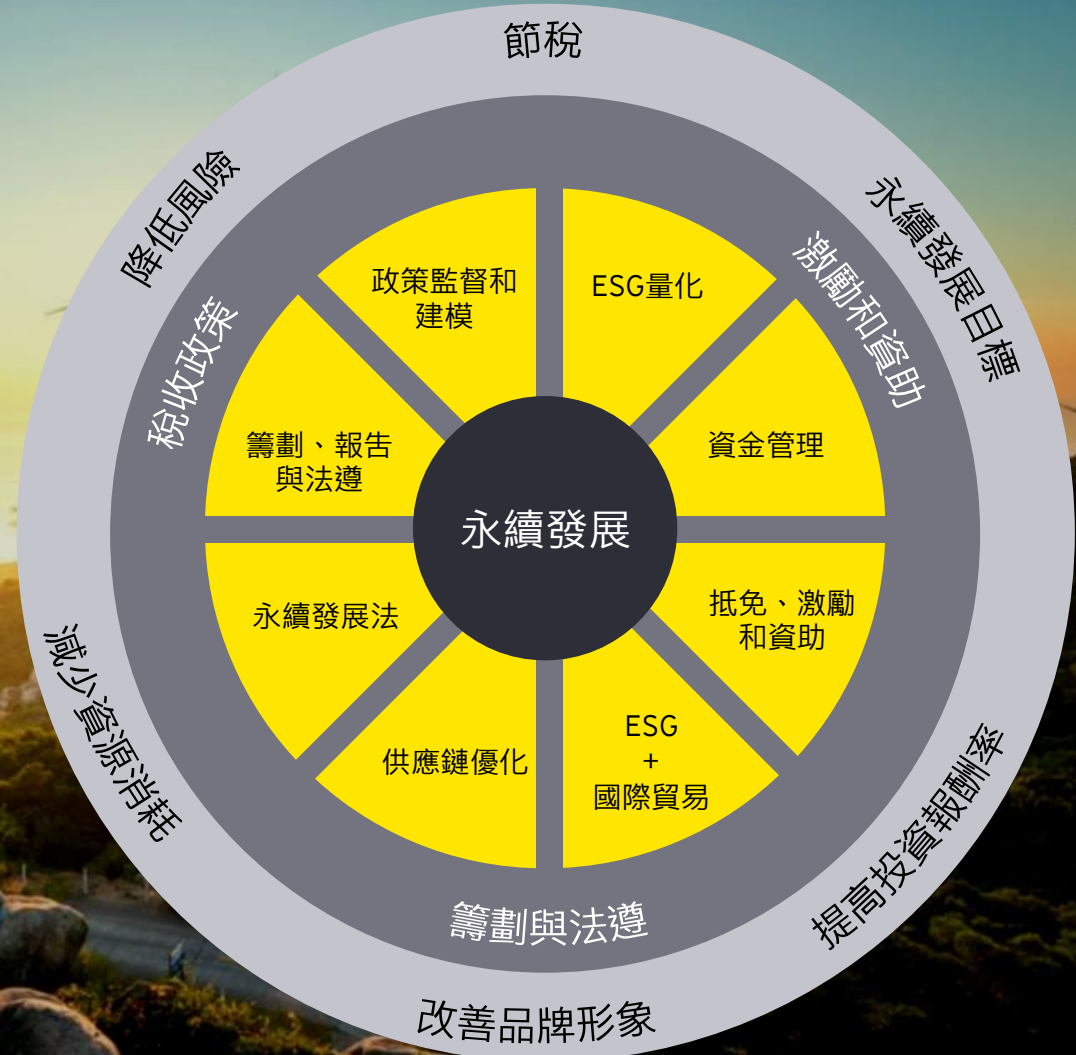 節稅
降低風險
永續發展目標
稅收政策
激勵和資助
政策監督和
建模
ESG量化
籌劃、報告
與法遵
資金管理
永續發展
永續發展法
抵免、激勵
和資助
供應鏈優化
ESG
+
國際貿易
減少資源消耗
提高投資報酬率
籌劃與法遵
改善品牌形象